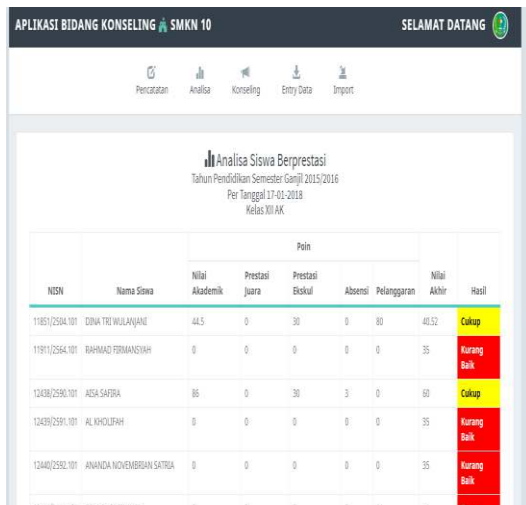 APLIKASI BIDANG KONSELING SMKN 10 SELAMAT DATANG
Pencatatan Analisa Konseling Entry Data Import
Analisa Siswa Berprestasi
Tahun Pendidikan Semester Ganjil 2015/2016
Per Tanggal 17-01-2018
Kelas XII AK
Poin
NISN Nama Siswa Nilai Akademik Prestasi Juara Prestasi Ekskul Absensi Pelanggaran Nilai Akhir Hasil
11851/2504.101 DINA TRI WULANJANI 44.5 0 30 0 80 40.52 Cukup
11911/2564.101 RAHMAD FIRMANSYAH 0 0 0 0 0 35 Kurang Baik
12438/2590.101 AISA SAFIRA 86 0 30 3 0 60 Cukup
12439/2591.101 AL KHOLIFAH 0 0 0 0 0 35 Kurang Baik
12440/2592.101 ANANDA NOVEMBRIAN SATRIA 0 0 0 0 0 35 Kurang Baik